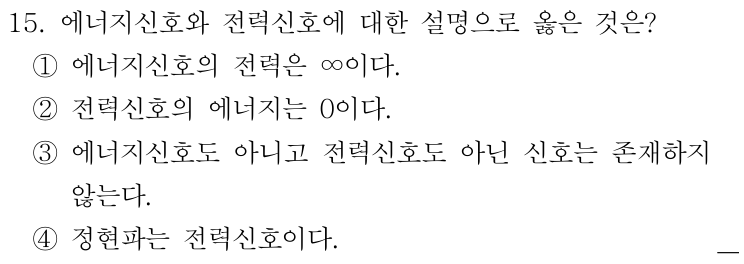 15. 에너지신호와 전력신호에 대한 설명으로 옳은 것은?
① 에너지신호의 전력은 ∞이다.
② 전력신호의 에너지는 0이다.
③ 에너지신호도 아니고 전력신호도 아닌 신호는 존재하지
않는다.
④ 정현파는 전력신호이다.